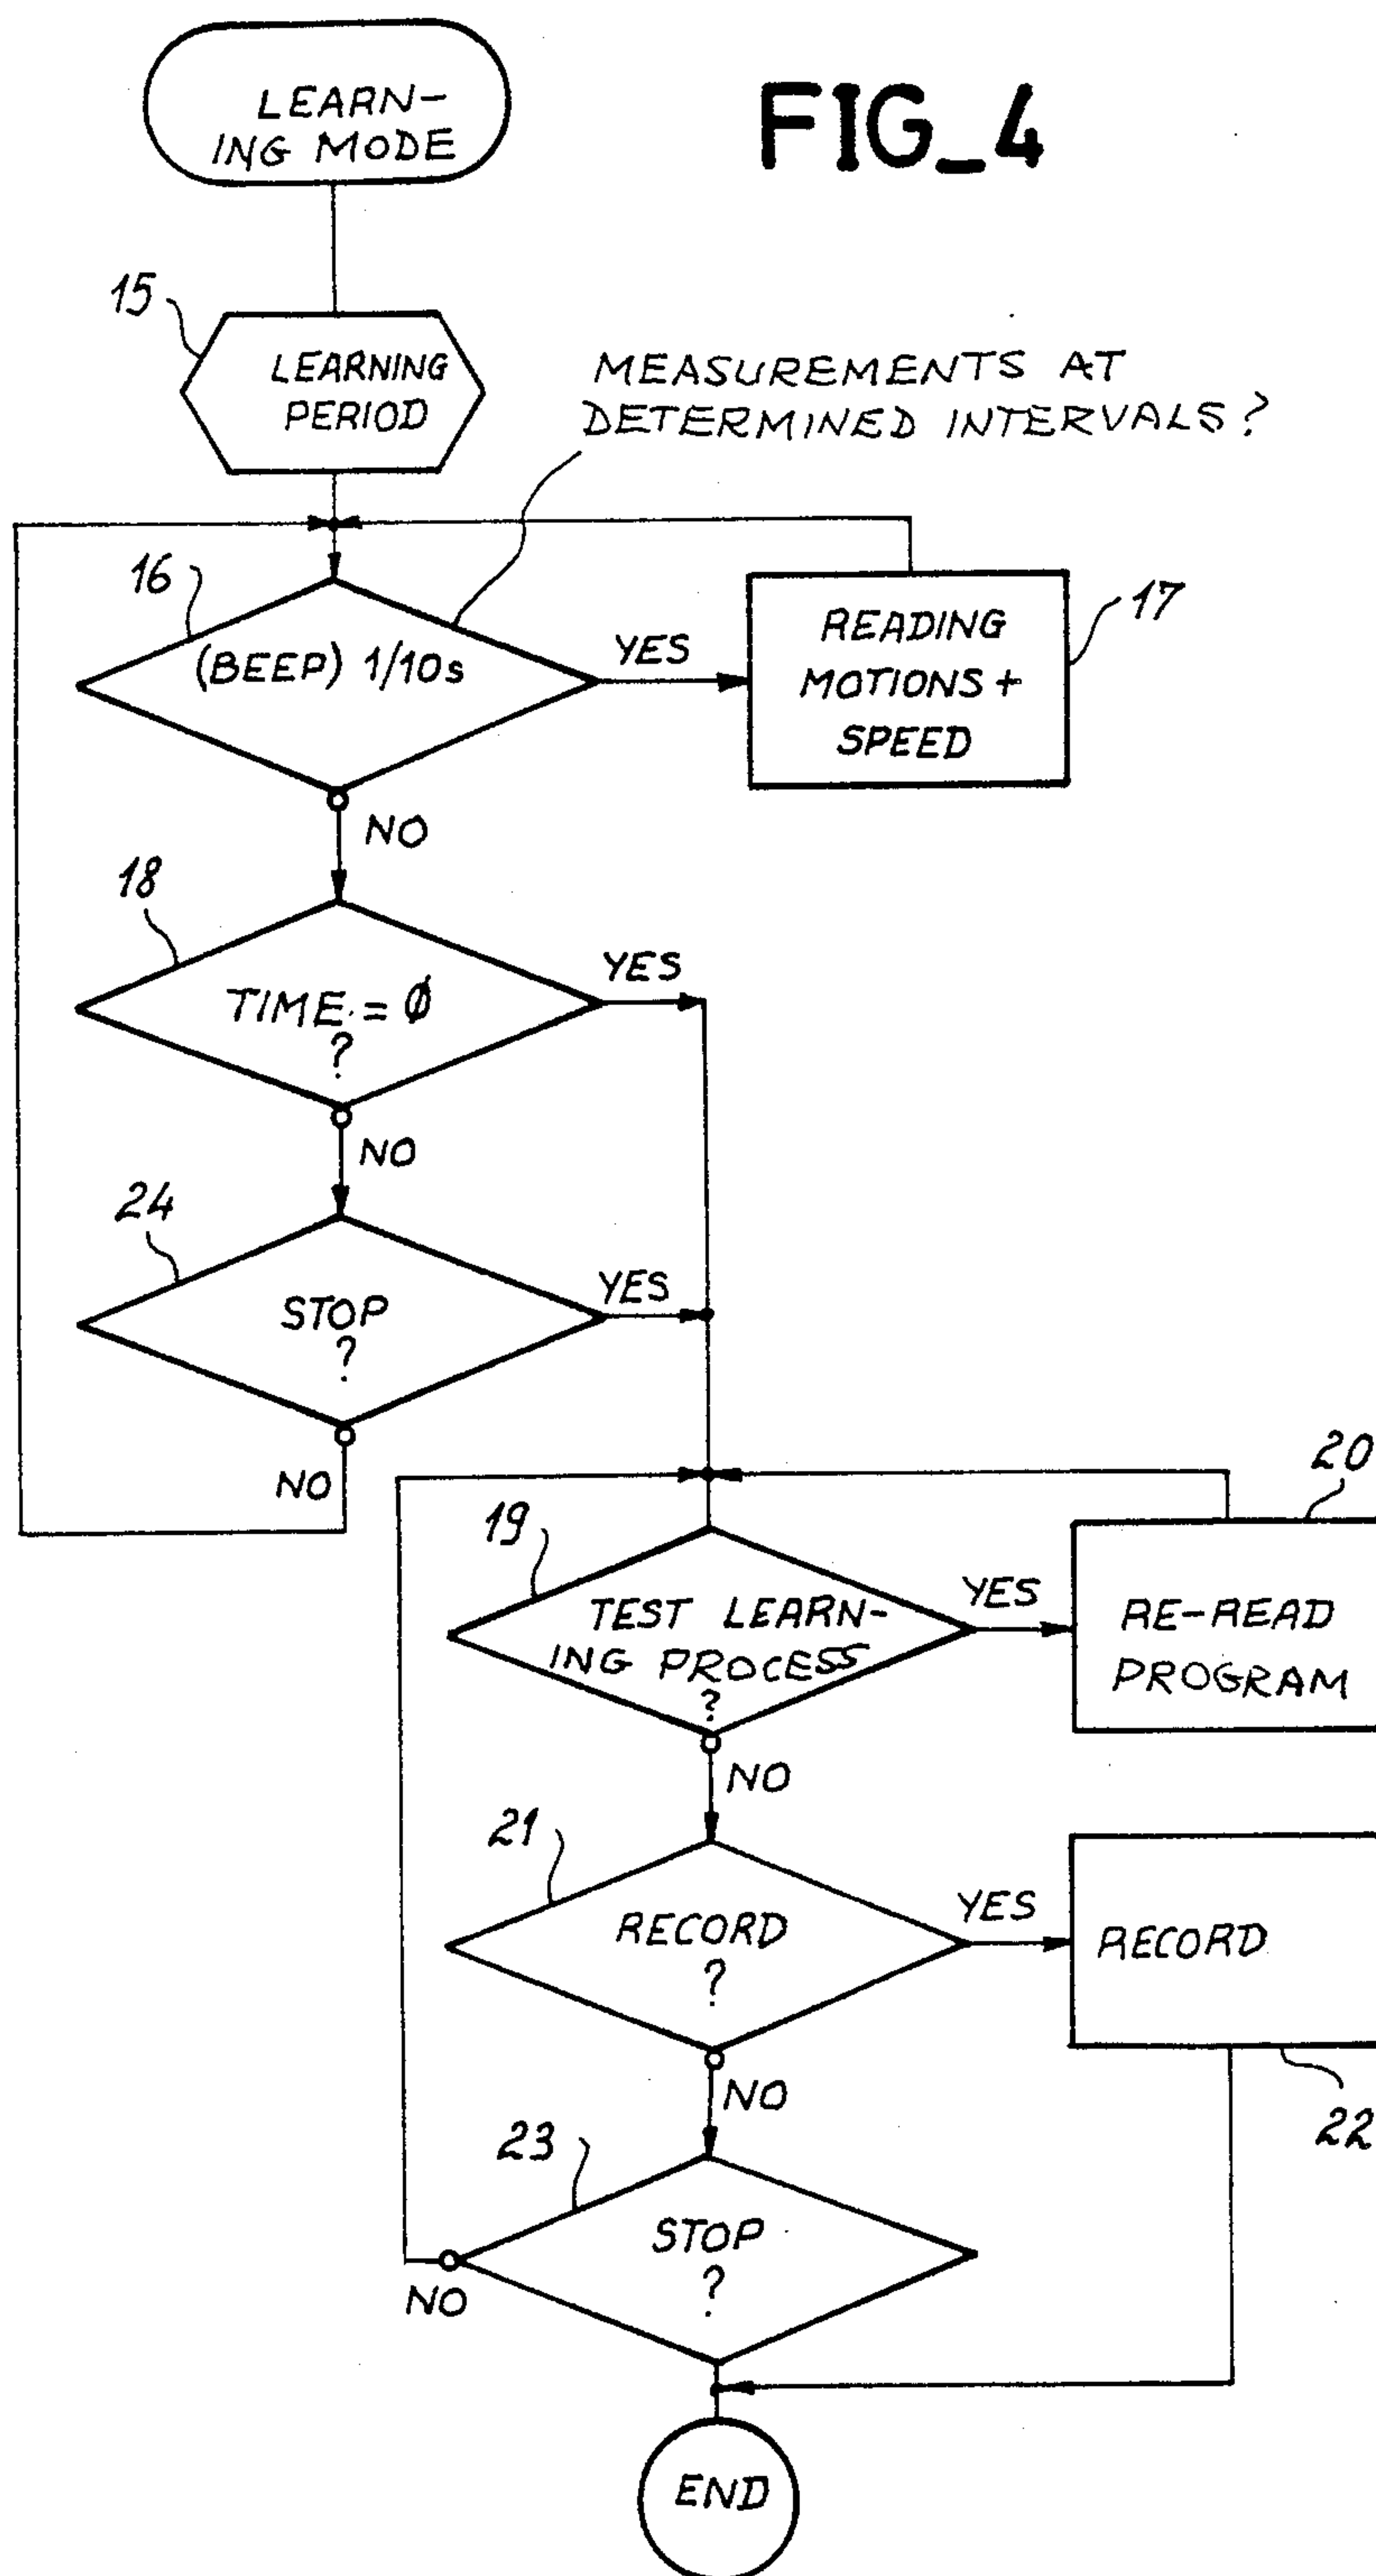 FIG_4
LEARN-
ING MODE
15
LEARNING
PERIOD
MEASUREMENTS AT
DETERMINED INTERVALS?
16
(BEEP) 1/10s
YES
READING
MOTIONS +
SPEED
17
NO
18
TIME = Ø
?
YES
NO
24
STOP
?
YES
NO
19
TEST LEARN-
ING PROCESS
?
YES
20
RE-READ
PROGRAM
NO
21
RECORD
?
YES
RECORD
22
NO
23
STOP
?
NO
END